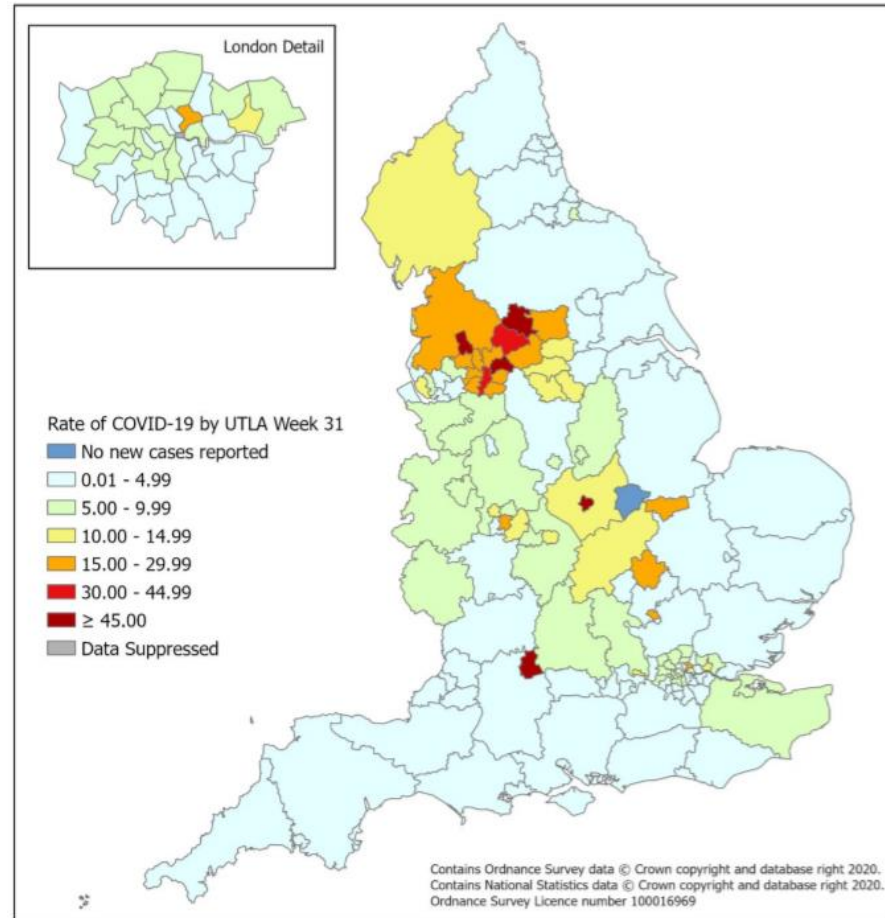 London Detail
Rate of COVID-19 by UTLA Week 31
No new cases reported
0.01 - 4.99
5.00 - 9.99
10.00 - 14.99
15.00 - 29.99
30.00 - 44.99
≥ 45.00
Data Suppressed
Contains Ordnance Survey data © Crown copyright and database right 2020.
Contains National Statistics data © Crown copyright and database right 2020.
Ordnance Survey Licence number 100016969